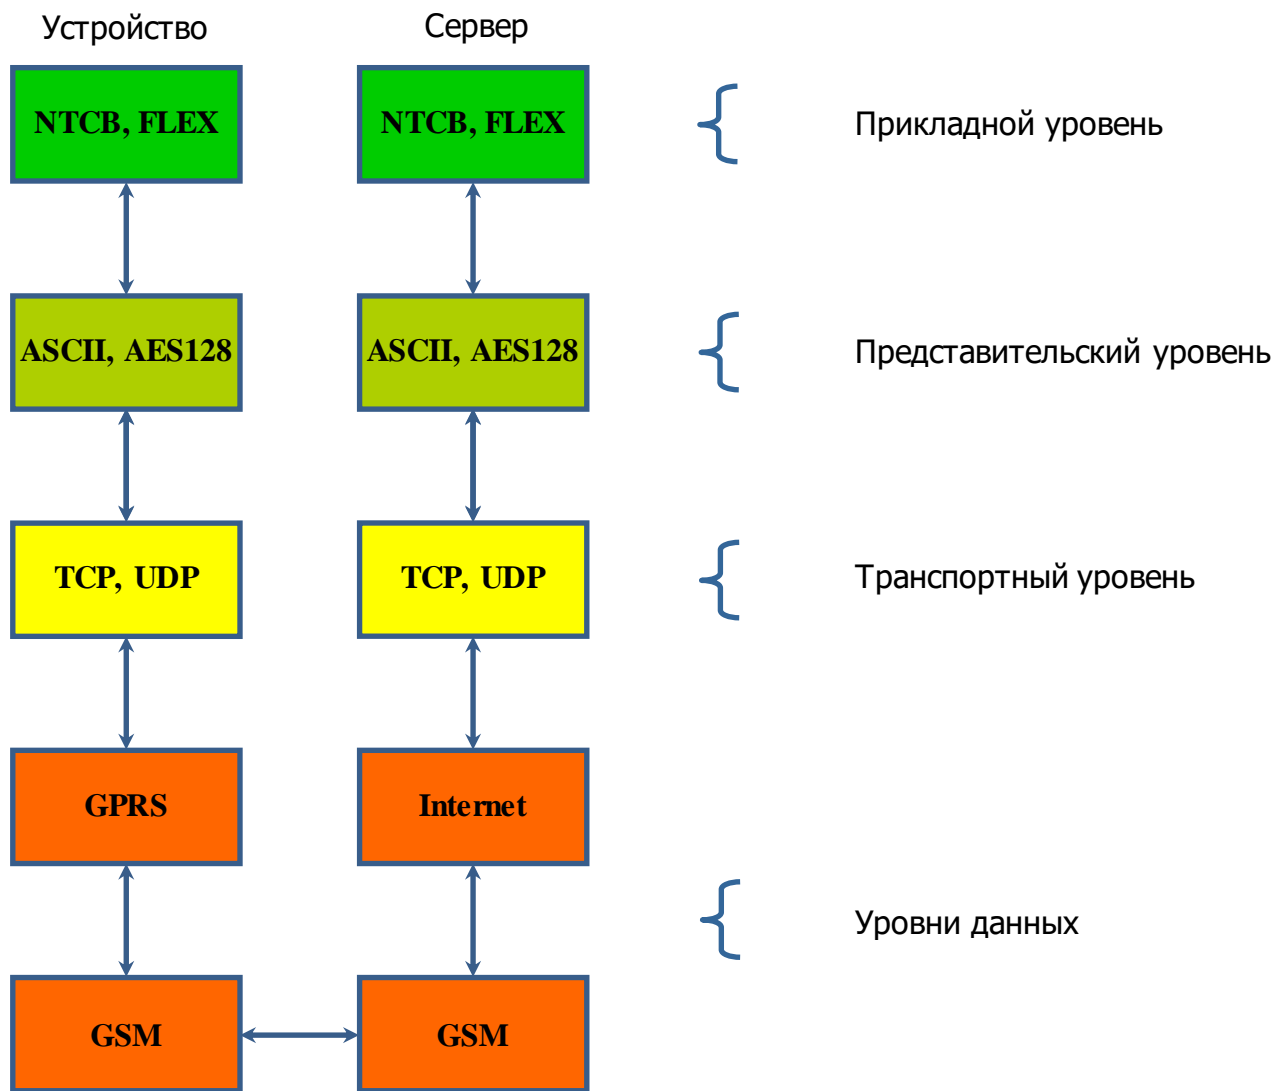 Устройство
Сервер
NTCB, FLEX
NTCB, FLEX
Прикладной уровень
ASCII, AES128
ASCII, AES128
Представительский уровень
TCP, UDP
TCP, UDP
Транспортный уровень
GPRS
Internet
Уровни данных
GSM
GSM